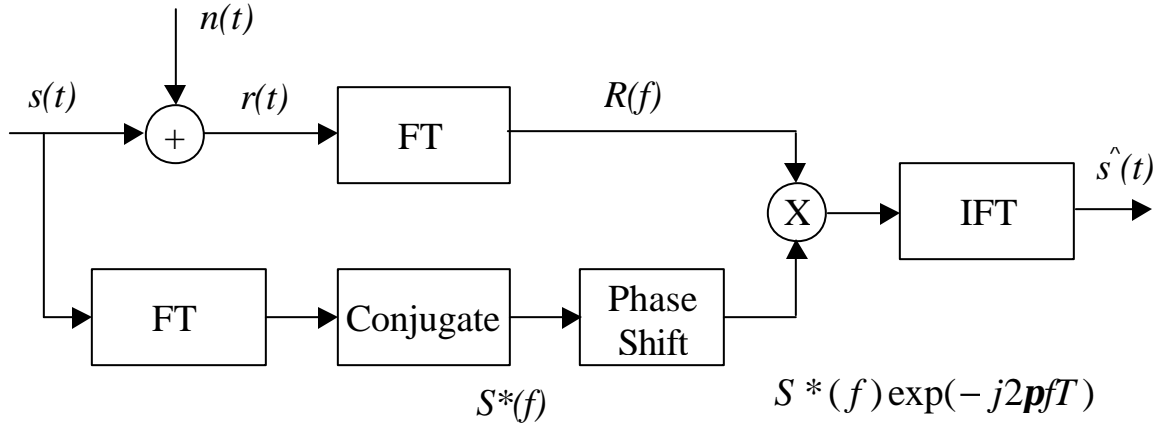 n(t)
s(t)
r(t)
R(f)
+
FT
X
s^(t)
IFT
FT
Conjugate
Phase
Shift
S*(f)
S * ( f ) exp(− j2pfT )